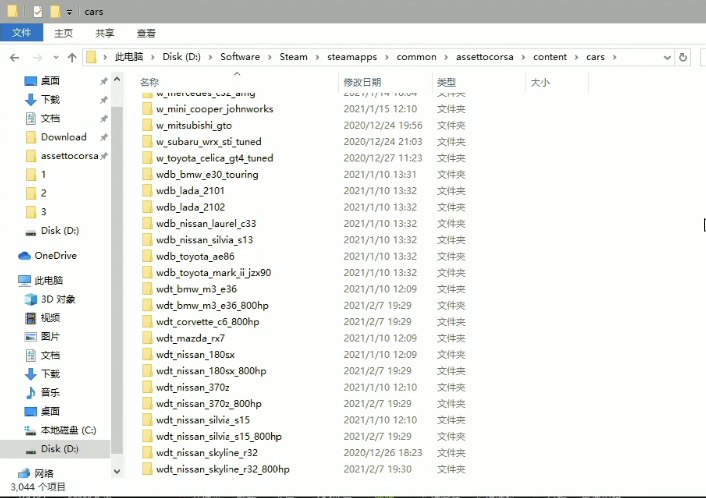 cars
文件 主页 共享 查看
此电脑 > Disk (D:) > Software > Steam > steamapps > common > assettocorsa > content > cars >
名称 修改日期 类型 大小
桌面
下载
文档
Download
assettocorsa
1
2
3
Disk (D:)
OneDrive
此电脑
3D 对象
视频
图片
文档
下载
音乐
桌面
本地磁盘 (C:)
Disk (D:)
网络
w_mercedes_c32_amg 2021/1/14 18:04 文件夹
w_mini_cooper_johnworks 2021/1/15 12:10 文件夹
w_mitsubishi_gto 2020/12/24 19:56 文件夹
w_subaru_wrx_sti_tuned 2020/12/24 21:03 文件夹
w_toyota_celica_gt4_tuned 2020/12/27 11:23 文件夹
wdb_bmw_e30_touring 2021/1/10 13:31 文件夹
wdb_lada_2101 2021/1/10 13:32 文件夹
wdb_lada_2102 2021/1/10 13:32 文件夹
wdb_nissan_laurel_c33 2021/1/10 13:32 文件夹
wdb_nissan_silvia_s13 2021/1/10 13:32 文件夹
wdb_toyota_ae86 2021/1/10 13:32 文件夹
wdb_toyota_mark_ii_jzx90 2021/1/10 13:32 文件夹
wdt_bmw_m3_e36 2021/1/10 12:09 文件夹
wdt_bmw_m3_e36_800hp 2021/2/7 19:29 文件夹
wdt_corvette_c6_800hp 2021/2/7 19:29 文件夹
wdt_mazda_rx7 2021/1/10 12:09 文件夹
wdt_nissan_180sx 2021/1/10 12:09 文件夹
wdt_nissan_180sx_800hp 2021/2/7 19:29 文件夹
wdt_nissan_370z 2021/1/10 12:10 文件夹
wdt_nissan_370z_800hp 2021/2/7 19:29 文件夹
wdt_nissan_silvia_s15 2021/1/10 12:10 文件夹
wdt_nissan_silvia_s15_800hp 2021/2/7 19:29 文件夹
wdt_nissan_skyline_r32 2020/12/26 18:23 文件夹
wdt_nissan_skyline_r32_800hp 2021/2/7 19:30 文件夹
3,044 个项目